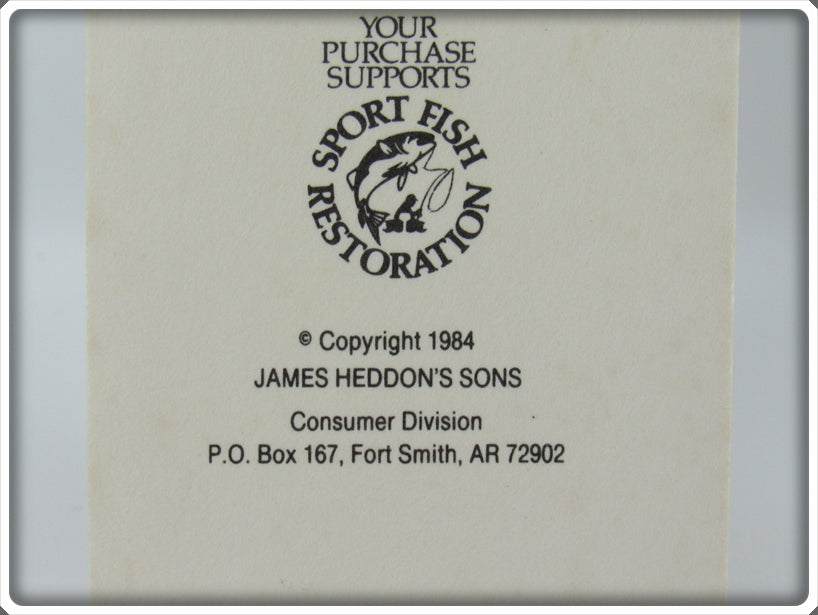 YOUR
PURCHASE
SUPPORTS
SPORT FISH
RESTORATION
© Copyright 1984
JAMES HEDDON'S SONS
Consumer Division
P.O. Box 167, Fort Smith, AR 72902